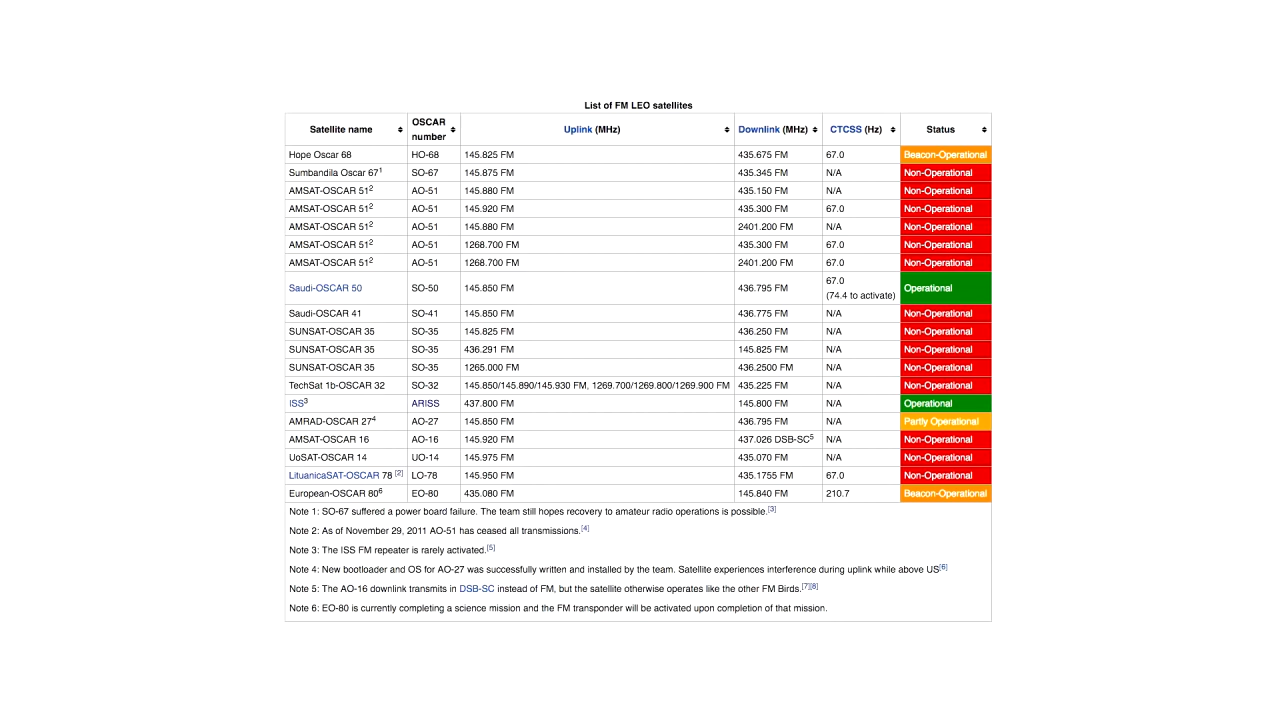 List of FM LEO satellites
Satellite name OSCAR number Uplink (MHz) Downlink (MHz) CTCSS (Hz) Status
Hope Oscar 68 HO-68 145.825 FM 435.675 FM 67.0 Beacon-Operational
Sumbandila Oscar 67¹ SO-67 145.875 FM 435.345 FM N/A Non-Operational
AMSAT-OSCAR 51² AO-51 145.880 FM 435.150 FM N/A Non-Operational
AMSAT-OSCAR 51² AO-51 145.920 FM 435.300 FM 67.0 Non-Operational
AMSAT-OSCAR 51² AO-51 145.880 FM 2401.200 FM N/A Non-Operational
AMSAT-OSCAR 51² AO-51 1268.700 FM 435.300 FM 67.0 Non-Operational
AMSAT-OSCAR 51² AO-51 1268.700 FM 2401.200 FM 67.0 Non-Operational
Saudi-OSCAR 50 SO-50 145.850 FM 436.795 FM 67.0 (74.4 to activate) Operational
Saudi-OSCAR 41 SO-41 145.850 FM 436.775 FM N/A Non-Operational
SUNSAT-OSCAR 35 SO-35 145.825 FM 436.250 FM N/A Non-Operational
SUNSAT-OSCAR 35 SO-35 436.291 FM 145.825 FM N/A Non-Operational
SUNSAT-OSCAR 35 SO-35 1265.000 FM 436.2500 FM N/A Non-Operational
TechSat 1b-OSCAR 32 SO-32 145.850/145.890/145.930 FM, 1269.700/1269.800/1269.900 FM 435.225 FM N/A Non-Operational
ISS³ ARISS 437.800 FM 145.800 FM N/A Operational
AMRAD-OSCAR 27⁴ AO-27 145.850 FM 436.795 FM N/A Partly Operational
AMSAT-OSCAR 16 AO-16 145.920 FM 437.026 DSB-SC⁵ N/A Non-Operational
UoSAT-OSCAR 14 UO-14 145.975 FM 435.070 FM N/A Non-Operational
LituanicaSAT-OSCAR 78 [2] LO-78 145.950 FM 435.1755 FM 67.0 Non-Operational
European-OSCAR 80⁶ EO-80 435.080 FM 145.840 FM 210.7 Beacon-Operational
Note 1: SO-67 suffered a power board failure. The team still hopes recovery to amateur radio operations is possible.[3]
Note 2: As of November 29, 2011 AO-51 has ceased all transmissions.[4]
Note 3: The ISS FM repeater is rarely activated.[5]
Note 4: New bootloader and OS for AO-27 was successfully written and installed by the team. Satellite experiences interference during uplink while above US[6]
Note 5: The AO-16 downlink transmits in DSB-SC instead of FM, but the satellite otherwise operates like the other FM Birds.[7][8]
Note 6: EO-80 is currently completing a science mission and the FM transponder will be activated upon completion of that mission.